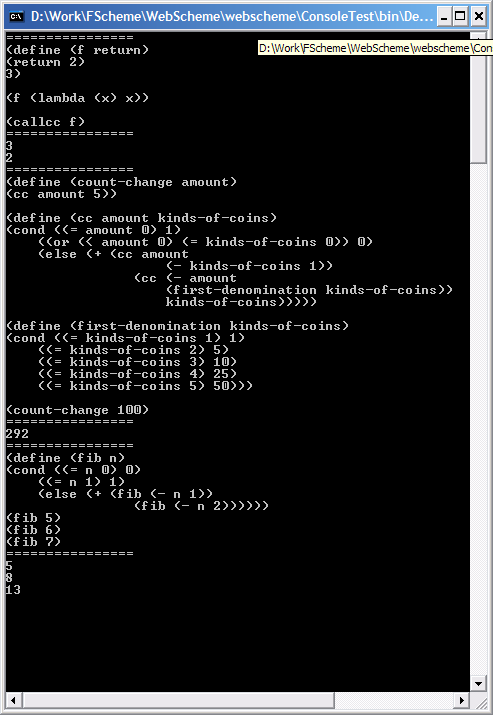 D:\Work\FScheme\WebScheme\webscheme\ConsoleTest\bin\De...
D:\Work\FScheme\WebScheme\webscheme\Con
================
(define (f return)
(return 2)
3)
(f (lambda (x) x))
(callcc f)
================
3
2
================
(define (count-change amount)
(cc amount 5))
(define (cc amount kinds-of-coins)
(cond ((= amount 0) 1)
((or (< amount 0) (= kinds-of-coins 0)) 0)
(else (+ (cc amount
(- kinds-of-coins 1))
(cc (- amount
(first-denomination kinds-of-coins))
kinds-of-coins)))))
(define (first-denomination kinds-of-coins)
(cond ((= kinds-of-coins 1) 1)
((= kinds-of-coins 2) 5)
((= kinds-of-coins 3) 10)
((= kinds-of-coins 4) 25)
((= kinds-of-coins 5) 50)))
(count-change 100)
================
292
================
(define (fib n)
(cond ((= n 0) 0)
((= n 1) 1)
(else (+ (fib (- n 1))
(fib (- n 2))))))
(fib 5)
(fib 6)
(fib 7)
================
5
8
13